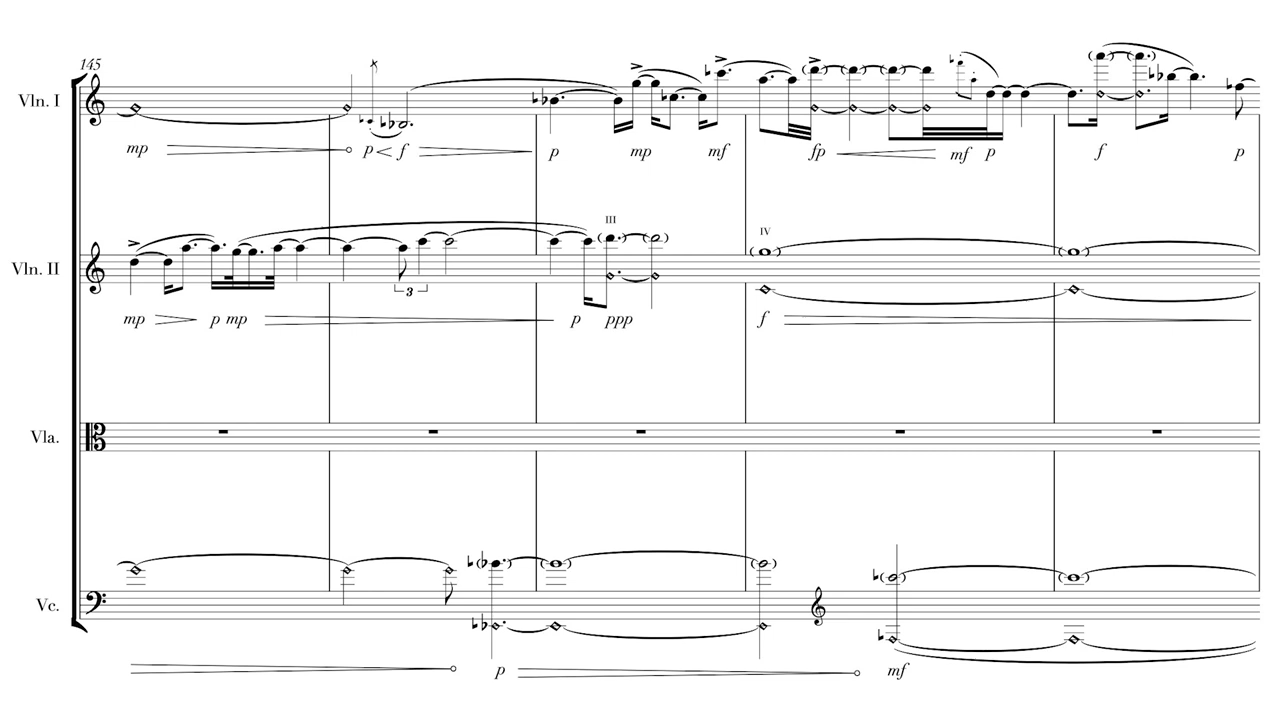 145
Vln. I
mp p f p mp mf fp mf p f p
III IV
Vln. II
3
mp p mp p ppp f
Vla.
Vc.
p mf